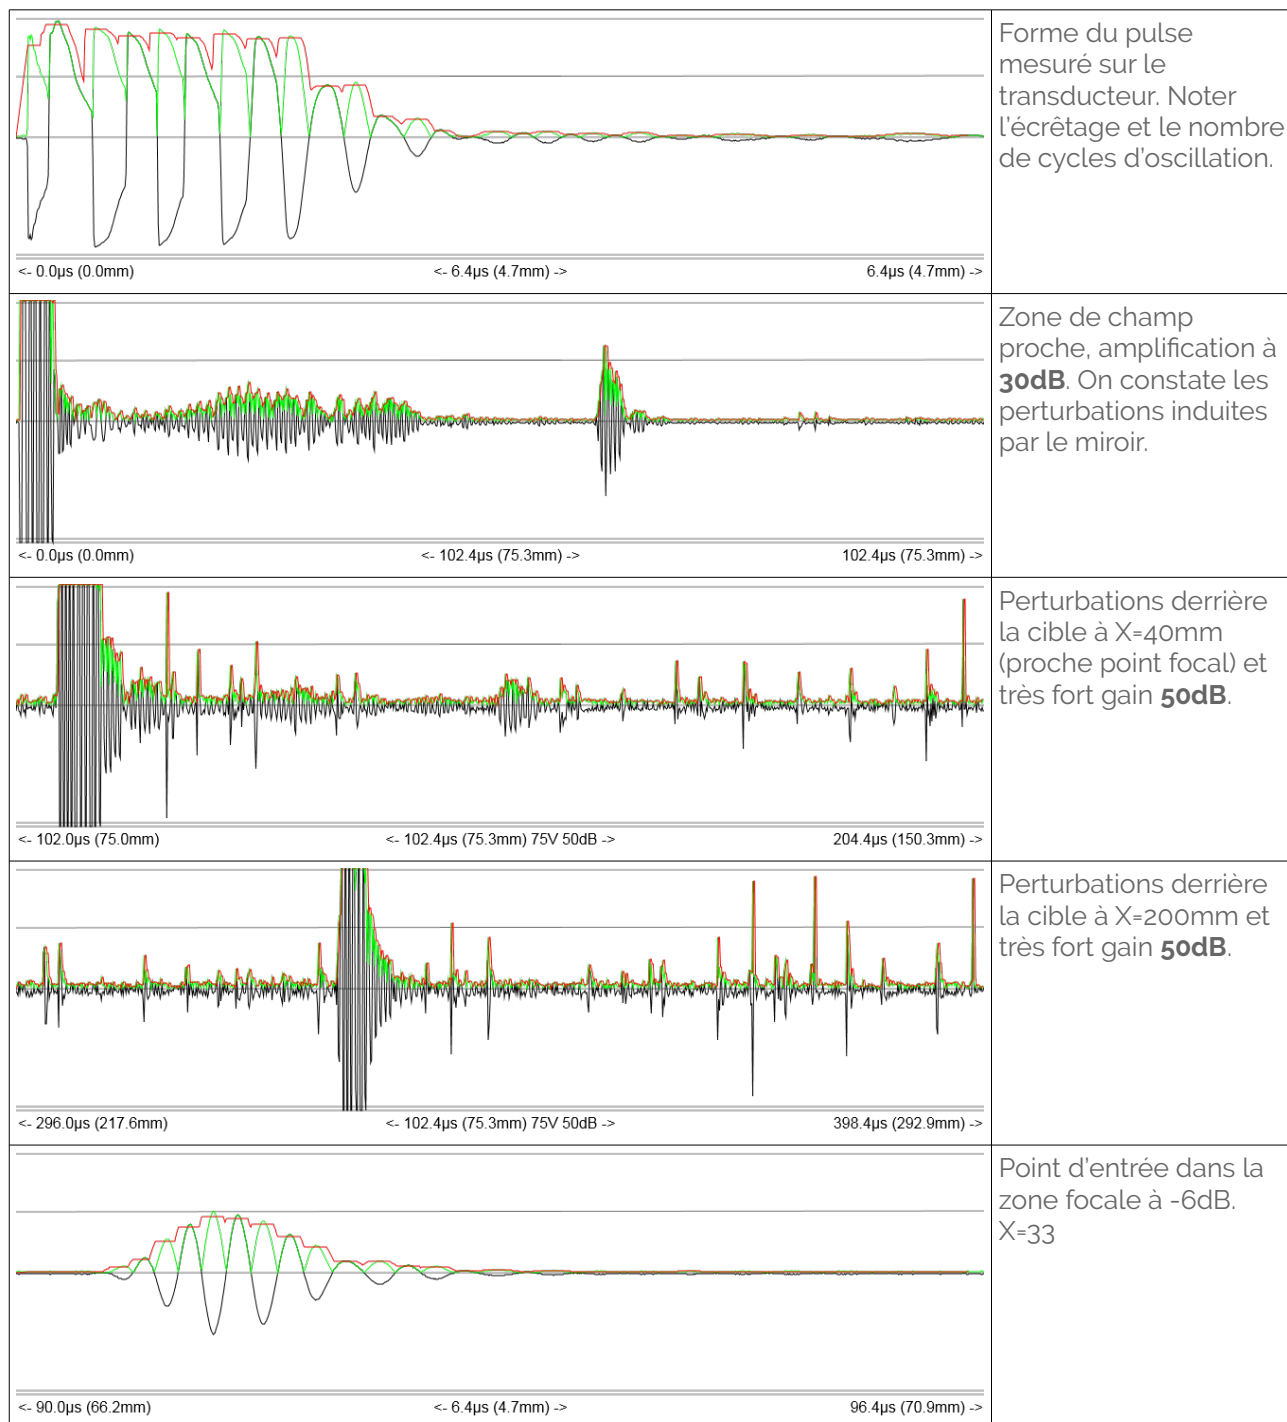 Forme du pulse
mesuré sur le
transducteur. Noter
l'écrêtage et le nombre
de cycles d'oscillation.
<- 0.0µs (0.0mm) <- 6.4µs (4.7mm) -> 6.4µs (4.7mm) ->
Zone de champ
proche, amplification à
30dB. On constate les
perturbations induites
par le miroir.
<- 0.0µs (0.0mm) <- 102.4µs (75.3mm) -> 102.4µs (75.3mm) ->
Perturbations derrière
la cible à X=40mm
(proche point focal) et
très fort gain 50dB.
<- 102.0µs (75.0mm) <- 102.4µs (75.3mm) 75V 50dB -> 204.4µs (150.3mm) ->
Perturbations derrière
la cible à X=200mm et
très fort gain 50dB.
<- 296.0µs (217.6mm) <- 102.4µs (75.3mm) 75V 50dB -> 398.4µs (292.9mm) ->
Point d'entrée dans la
zone focale à -6dB.
X=33
<- 90.0µs (66.2mm) <- 6.4µs (4.7mm) -> 96.4µs (70.9mm) ->